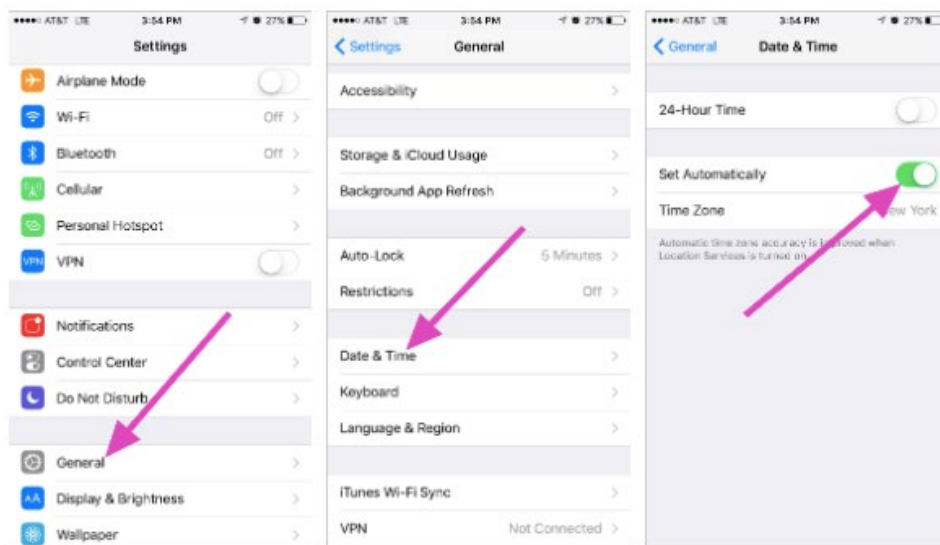 AT&T LTE 3:54 PM 27%
Settings
Airplane Mode
Wi-Fi Off
Bluetooth Off
Cellular
Personal Hotspot
VPN VPN
Notifications
Control Center
Do Not Disturb
General
AA Display & Brightness
Wallpaper
AT&T LTE 3:54 PM 27%
Settings General
Accessibility
Storage & iCloud Usage
Background App Refresh
Auto-Lock 5 Minutes
Restrictions Off
Date & Time
Keyboard
Language & Region
iTunes Wi-Fi Sync
VPN Not Connected
AT&T LTE 3:54 PM 27%
General Date & Time
24-Hour Time
Set Automatically
Time Zone New York
Automatic time zone accuracy is improved when
Location Services is turned on.